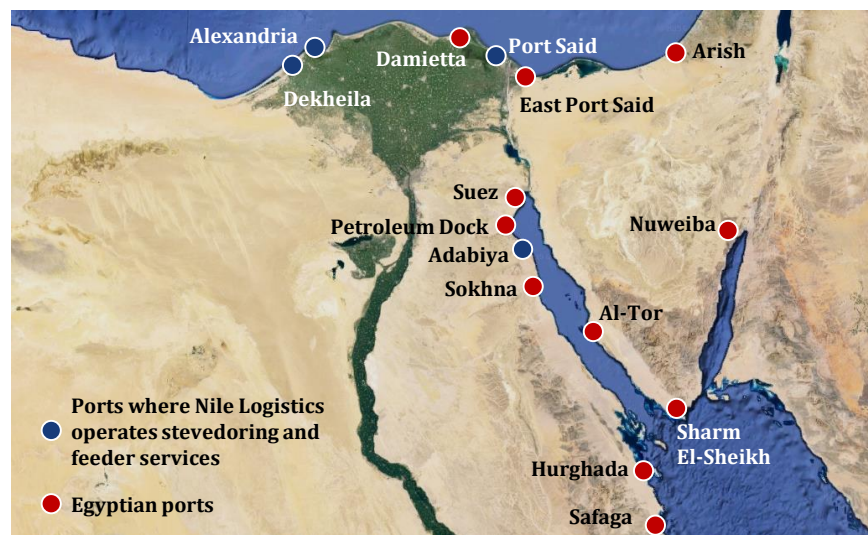 Alexandria
Damietta
Port Said
Arish
Dekheila
East Port Said
Suez
Petroleum Dock
Nuweiba
Adabiya
Sokhna
Al-Tor
Ports where Nile Logistics
operates stevedoring and
feeder services
Sharm
El-Sheikh
Hurghada
Egyptian ports
Safaga